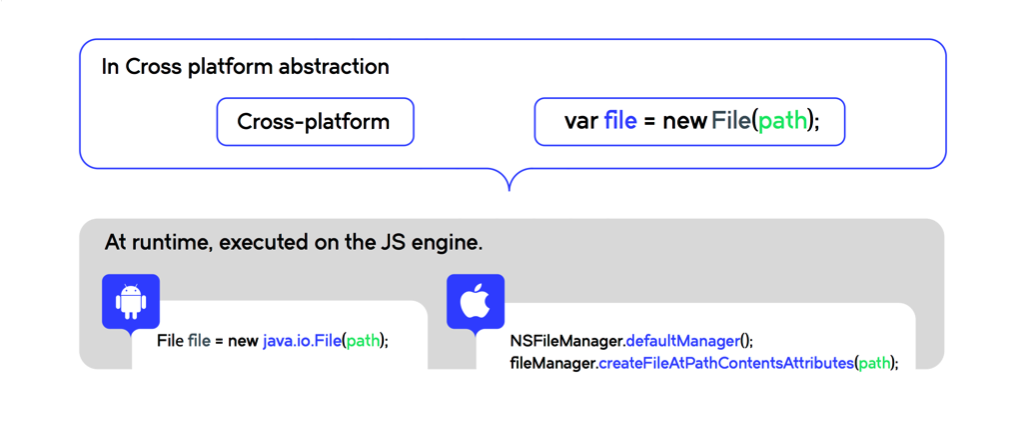 In Cross platform abstraction
Cross-platform
var file = new File(path);
At runtime, executed on the JS engine.
File file = new java.io.File(path);
NSFileManager.defaultManager();
fileManager.createFileAtPathContentsAttributes(path);